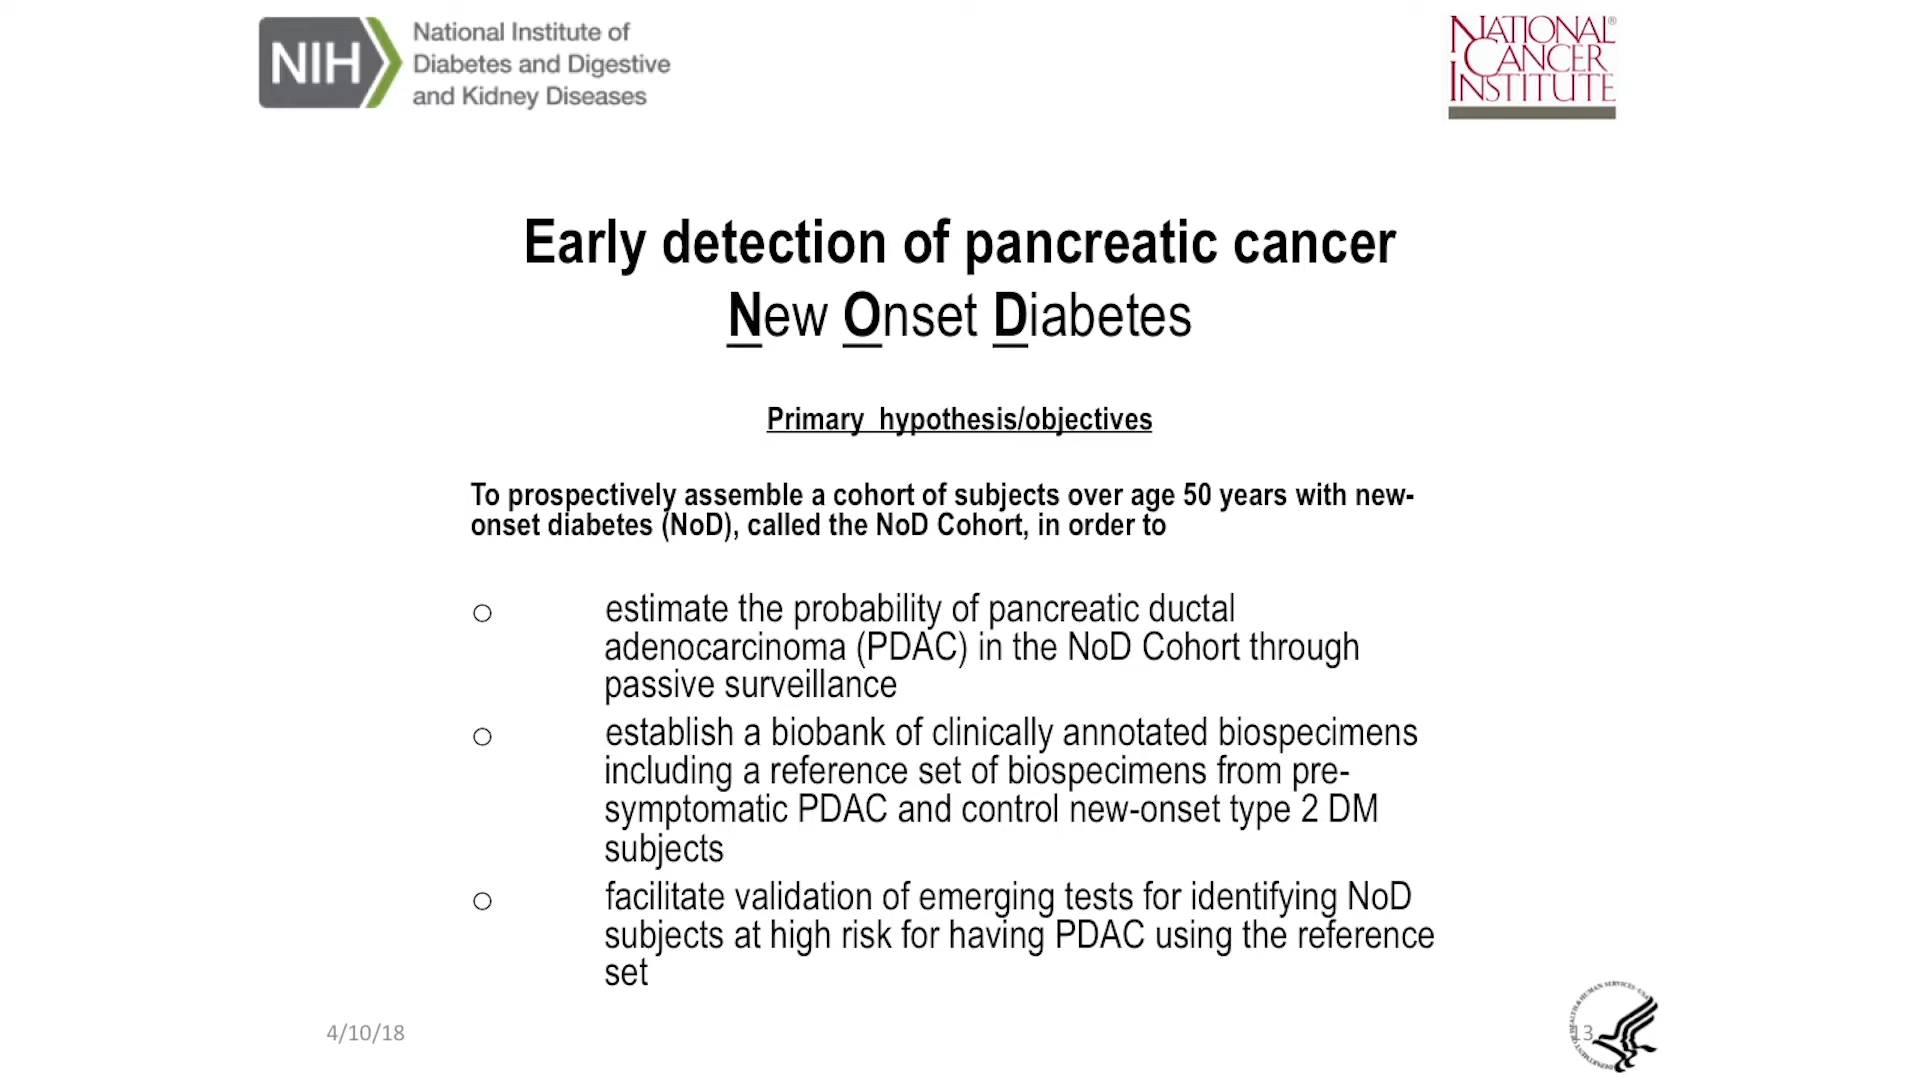 NIH
National Institute of
Diabetes and Digestive
and Kidney Diseases
NATIONAL®
CANCER
INSTITUTE
Early detection of pancreatic cancer
New Onset Diabetes
Primary hypothesis/objectives
To prospectively assemble a cohort of subjects over age 50 years with new-
onset diabetes (NoD), called the NoD Cohort, in order to
o estimate the probability of pancreatic ductal
adenocarcinoma (PDAC) in the NoD Cohort through
passive surveillance
o establish a biobank of clinically annotated biospecimens
including a reference set of biospecimens from pre-
symptomatic PDAC and control new-onset type 2 DM
subjects
o facilitate validation of emerging tests for identifying NoD
subjects at high risk for having PDAC using the reference
set
4/10/18
13